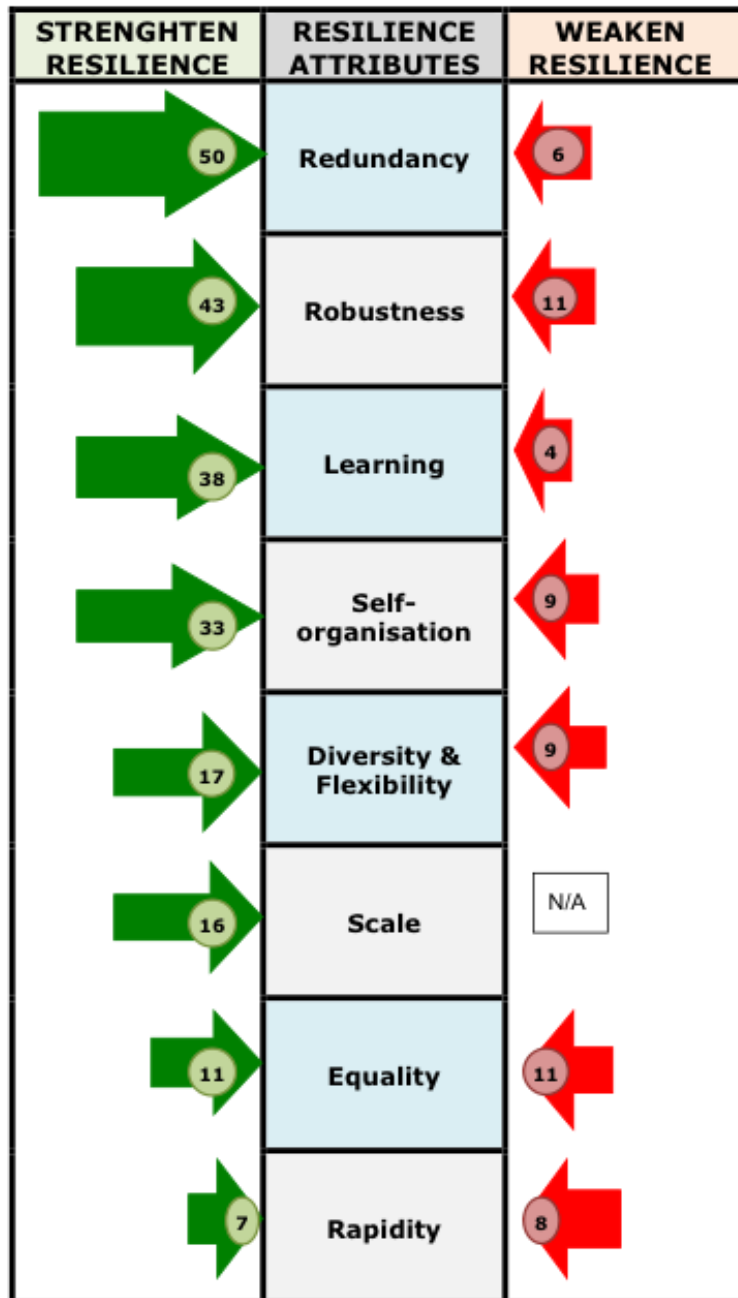 STRENGHTEN
RESILIENCE
RESILIENCE
ATTRIBUTES
WEAKEN
RESILIENCE
50
Redundancy
6
43
Robustness
11
38
Learning
4
33
Self-
organisation
9
17
Diversity &
Flexibility
9
16
Scale
N/A
11
Equality
11
7
Rapidity
8